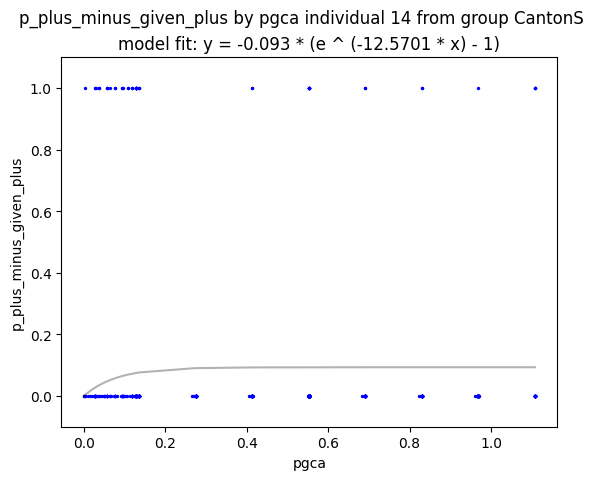 p_plus_minus_given_plus by pgca individual 14 from group CantonS
model fit: y = -0.093 * (e ^ (-12.5701 * x) - 1)
1.0
0.8
0.6
0.4
0.2
0.0
p_plus_minus_given_plus
0.0 0.2 0.4 0.6 0.8 1.0
pgca